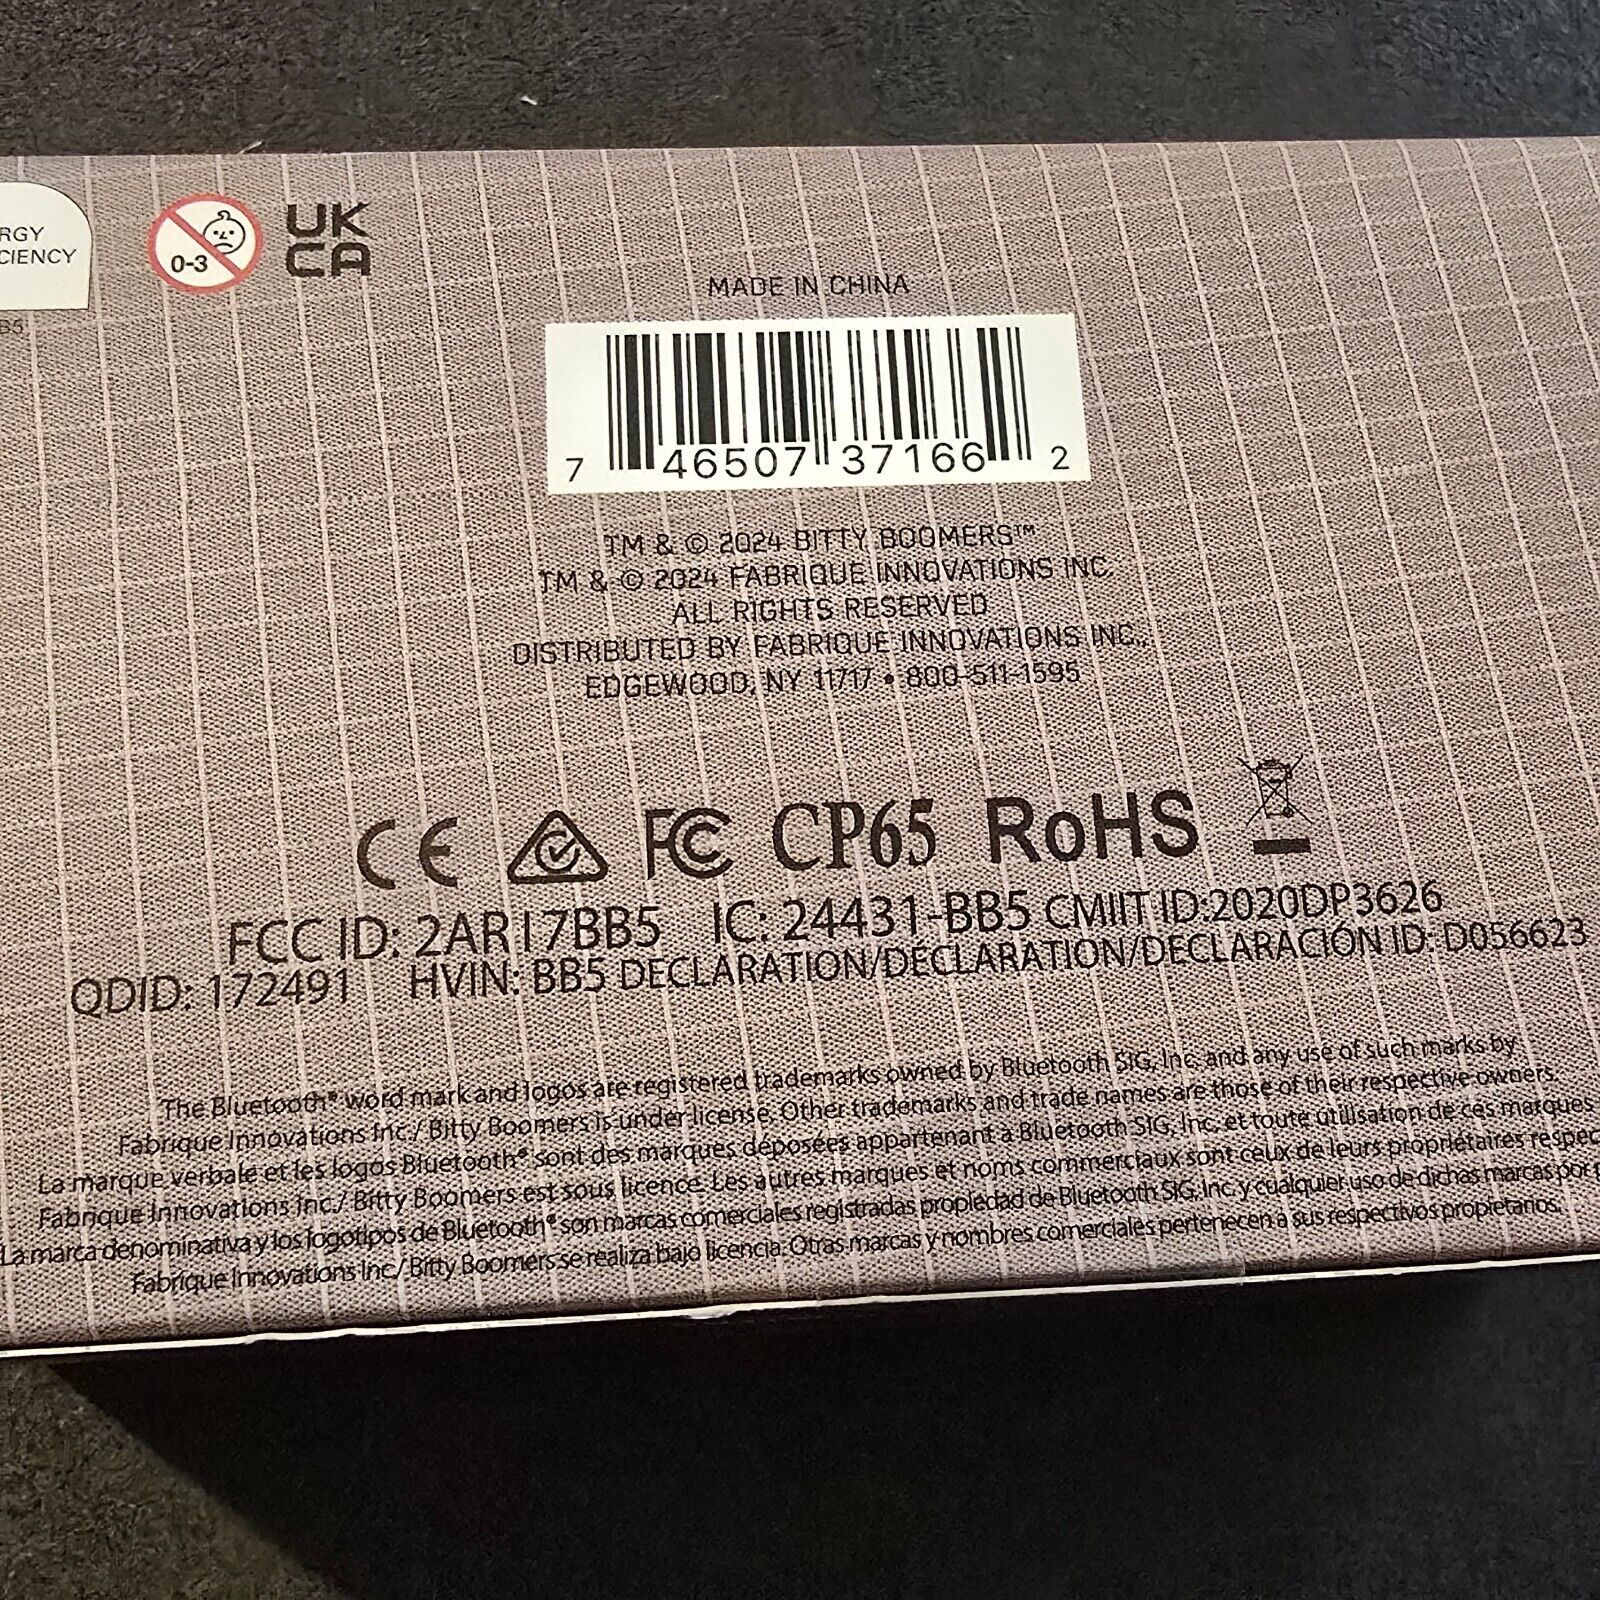 RGY
CIENCY
B5
0-3
UK
CA
MADE IN CHINA
7 46507 37166 2
TM & © 2024 BITTY BOOMERS™
TM & © 2024 FABRIQUE INNOVATIONS INC.
ALL RIGHTS RESERVED
DISTRIBUTED BY FABRIQUE INNOVATIONS INC.,
EDGEWOOD, NY 11717 • 800-511-1595
CE FC CP65 RoHS
FCC ID: 2AR17BB5 IC: 24431-BB5 CMIIT ID:2020DP3626
QDID: 172491 HVIN: BB5 DECLARATION/DÉCLARATION/DECLARACIÓN ID: D056623
The Bluetooth® word mark and logos are registered trademarks owned by Bluetooth SIG, Inc. and any use of such marks by
Fabrique Innovations Inc./ Bitty Boomers is under license. Other trademarks and trade names are those of their respective owners.
La marque verbale et les logos Bluetooth® sont des marques déposées appartenant à Bluetooth SIG, Inc. et toute utilisation de ces marques
Fabrique Innovations Inc./ Bitty Boomers est sous licence. Les autres marques et noms commerciaux sont ceux de leurs propriétaires respec
La marca denominativa y los logotipos de Bluetooth® son marcas comerciales registradas propiedad de Bluetooth SIG, Inc. y cualquier uso de dichas marcas por
Fabrique Innovations Inc/ Bitty Boomers se realiza bajo licencia. Otras marcas y nombres comerciales pertenecen a sus respectivos propietarios.